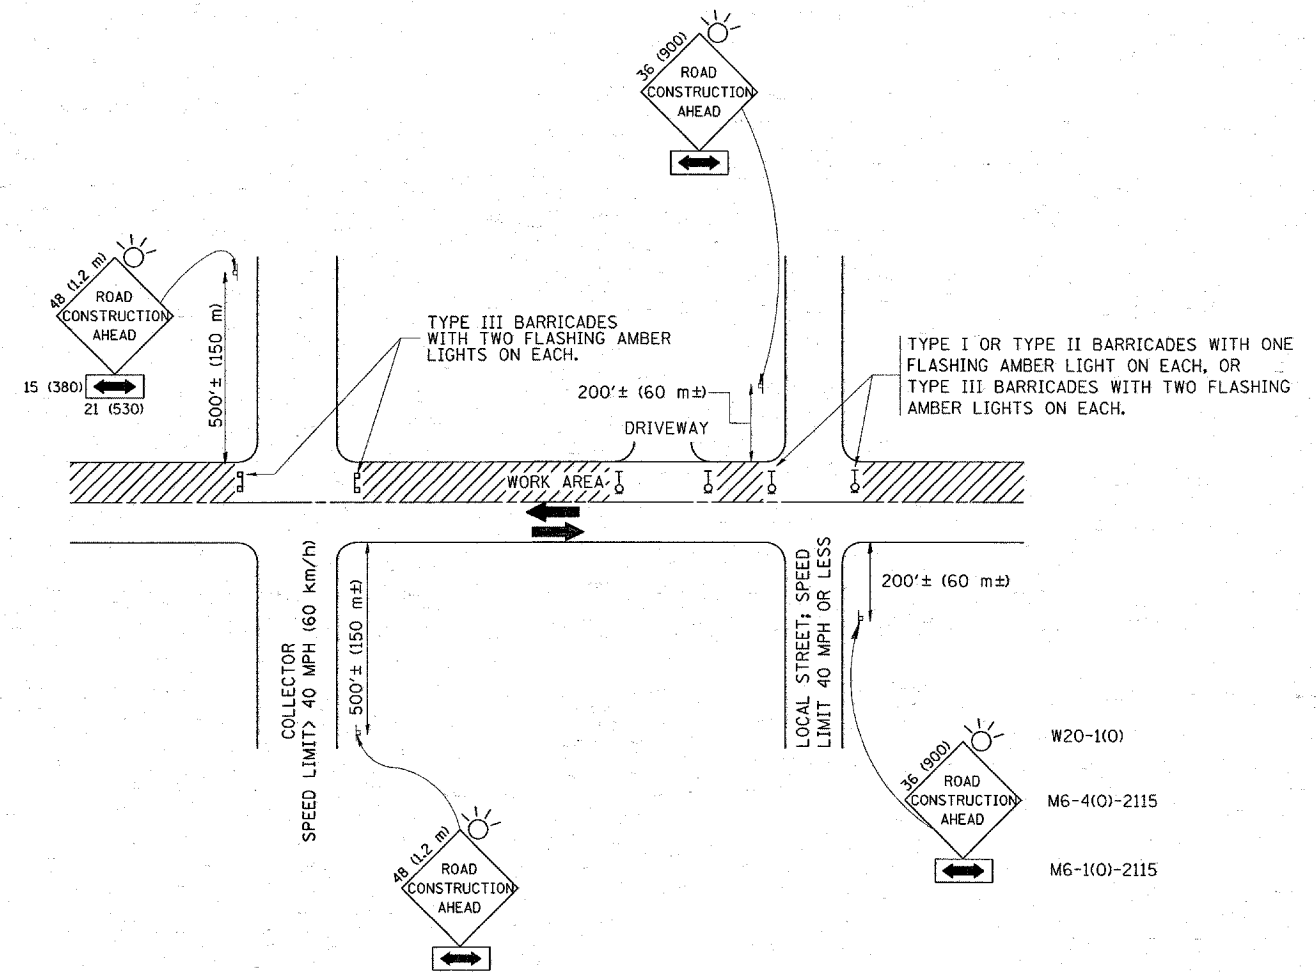 36 (900)
ROAD
CONSTRUCTION
AHEAD
48 (1.2 m)
ROAD
CONSTRUCTION
AHEAD
15 (380)
21 (530)
500'± (150 m)
TYPE III BARRICADES
WITH TWO FLASHING AMBER
LIGHTS ON EACH.
200'± (60 m±)
DRIVEWAY
TYPE I OR TYPE II BARRICADES WITH ONE
FLASHING AMBER LIGHT ON EACH, OR
TYPE III BARRICADES WITH TWO FLASHING
AMBER LIGHTS ON EACH.
WORK AREA
COLLECTOR
SPEED LIMIT> 40 MPH (60 km/h)
500'± (150 m±)
LOCAL STREET; SPEED
LIMIT 40 MPH OR LESS
200'± (60 m±)
48 (1.2 m)
ROAD
CONSTRUCTION
AHEAD
36 (900)
ROAD
CONSTRUCTION
AHEAD
W20-1(O)
M6-4(O)-2115
M6-1(O)-2115